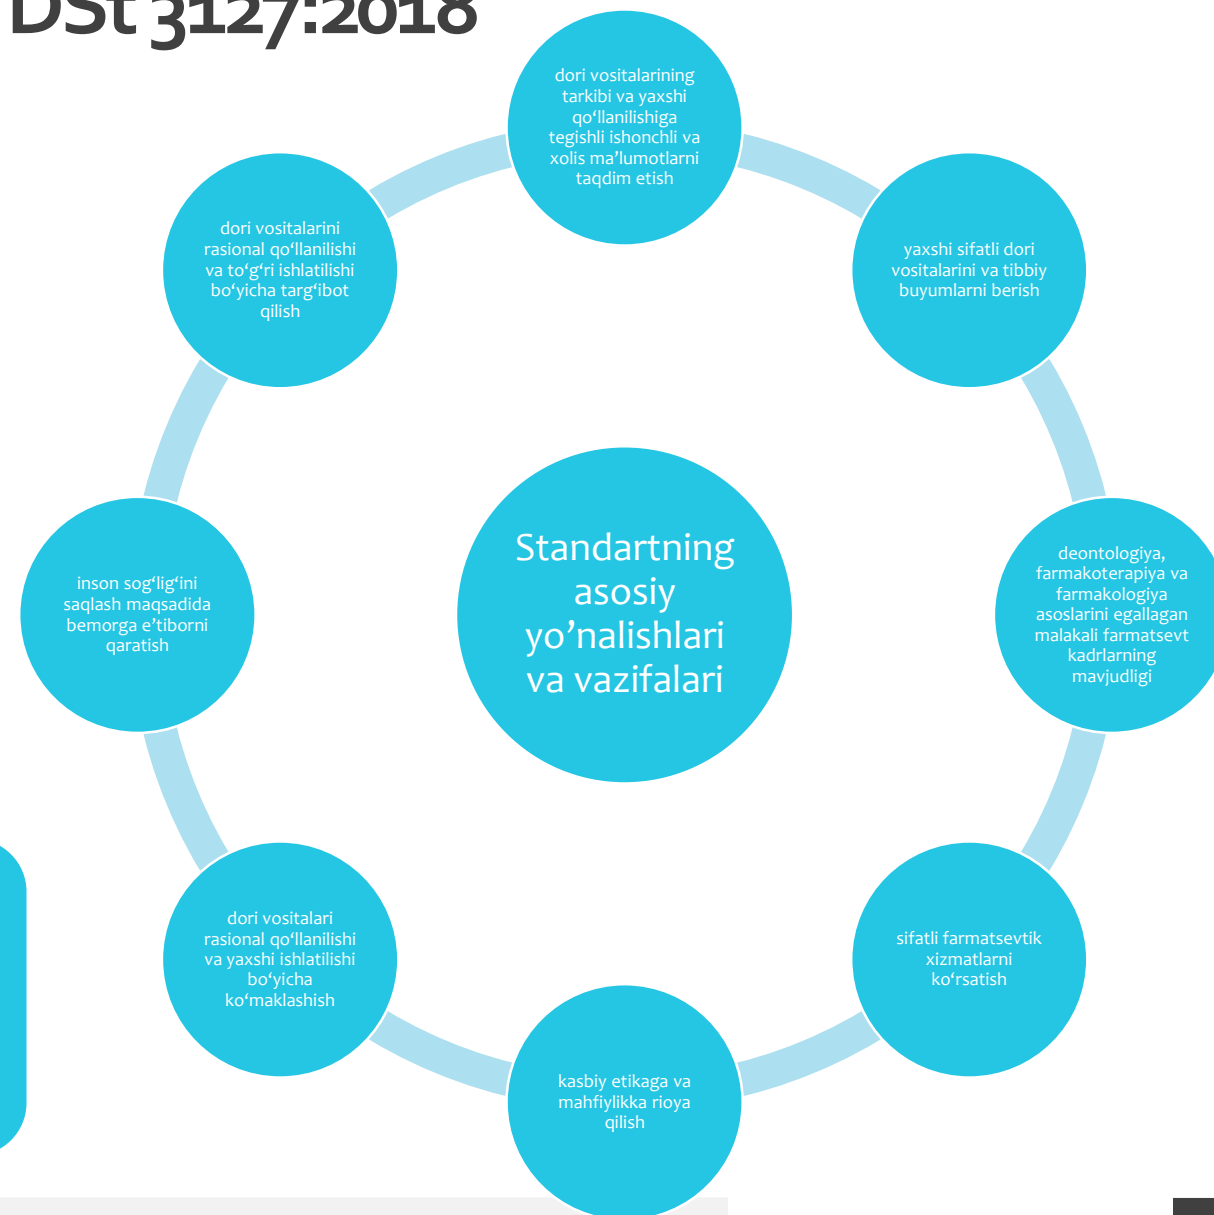 DSt 3127:2018
dori vositalarining
tarkibi va yaxshi
qo‘llanilishiga
tegishli ishonchli va
xolis ma’lumotlarni
taqdim etish
yaxshi sifatli dori
vositalarini va tibbiy
buyumlarni berish
deontologiya,
farmakoterapiya va
farmakologiya
asoslarini egallagan
malakali farmatsevt
kadrlarning
mavjudligi
sifatli farmatsevtik
xizmatlarni
ko‘rsatish
kasbiy etikaga va
mahfiylikka rioya
qilish
dori vositalari
rasional qo‘llanilishi
va yaxshi ishlatilishi
bo‘yicha
ko‘maklashish
inson sog‘lig‘ini
saqlash maqsadida
bemorga e’tiborni
qaratish
dori vositalarini
rasional qo‘llanilishi
va to‘g‘ri ishlatilishi
bo‘yicha targ‘ibot
qilish
Standartning
asosiy
yo’nalishlari
va vazifalari